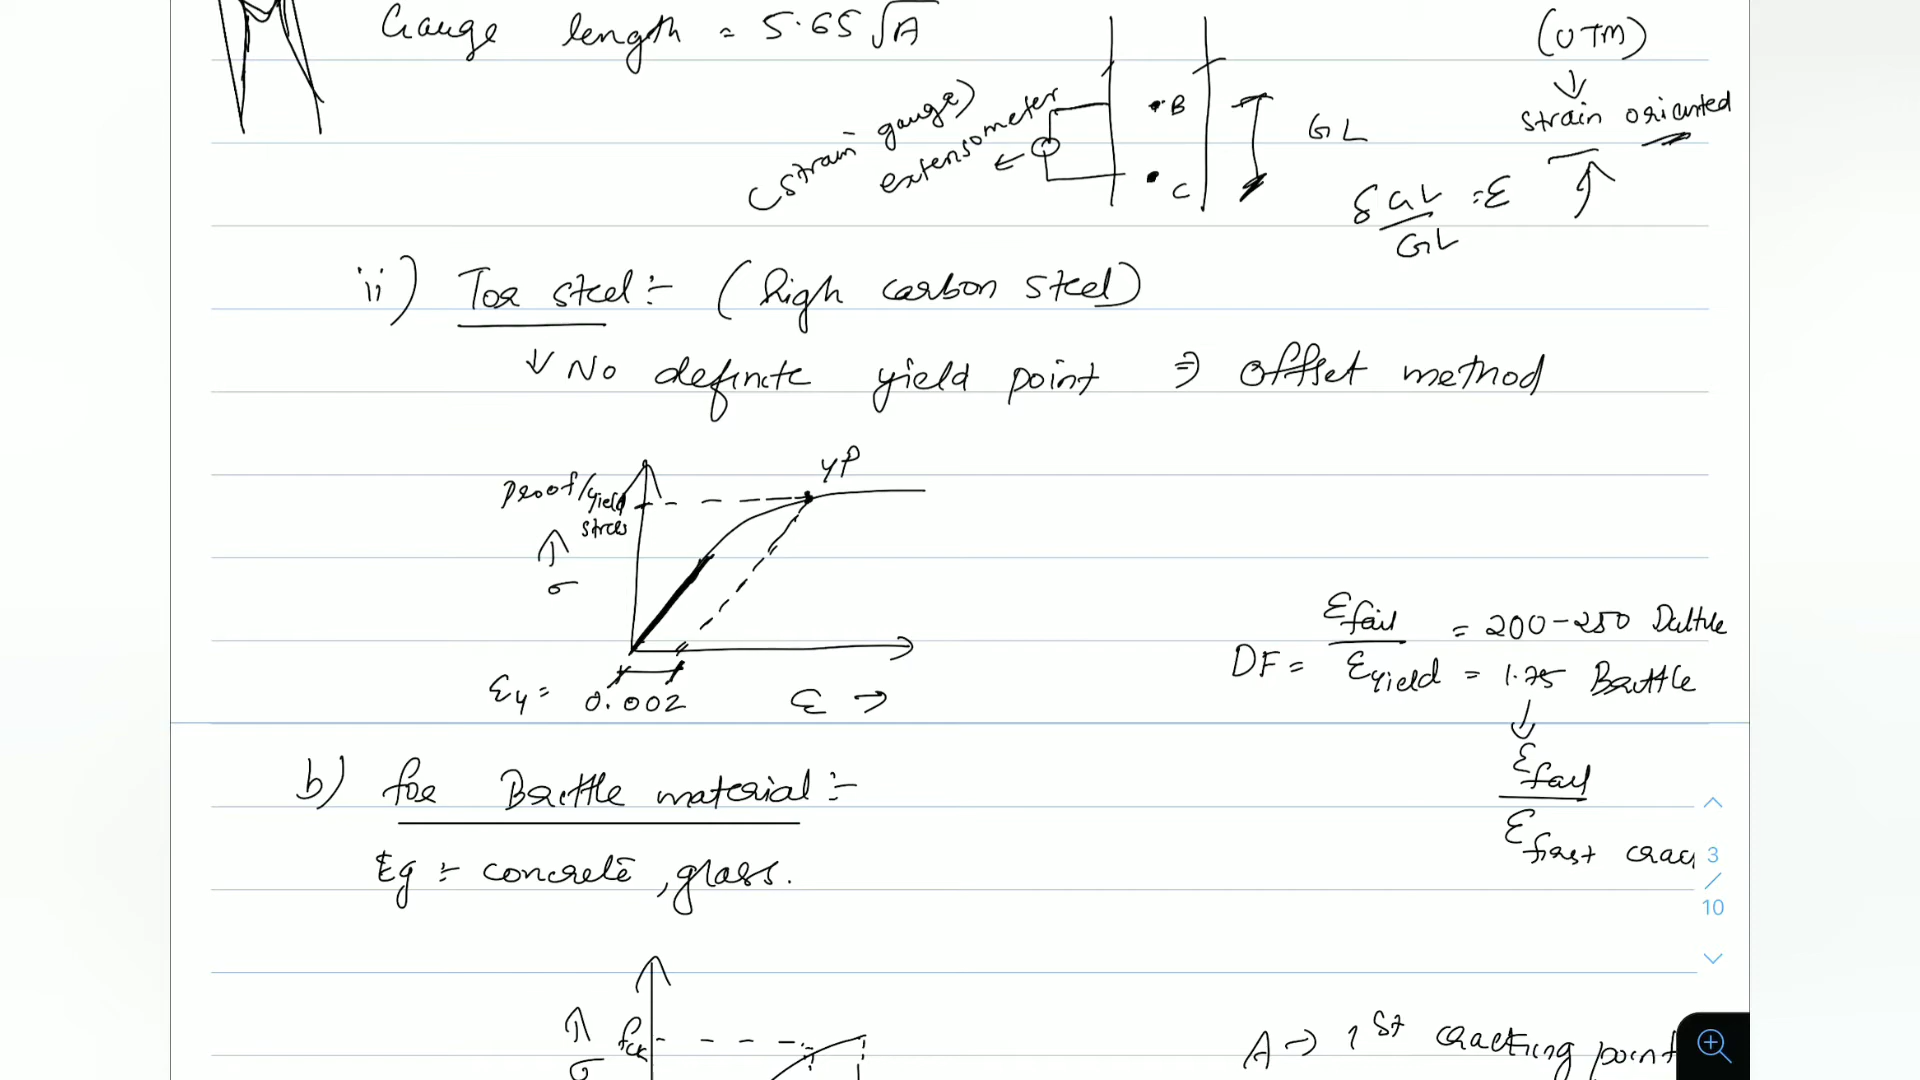 Gauge length = 5.65 √A
(UTM)
↓
strain oriented
(strain gauge)
extensometer
B
C
GL
δGL / GL = ε
ii) Tor steel :- (high carbon steel)
↓ No definite yield point ⇒ offset method
YP
Proof/yield
stress
↑
σ
εy = 0.002
ε →
DF = εfail / εyield
= 200-250 Ductile
= 1.75 Brittle
↓
εfail
εfirst crac
b) for Brittle material :-
Eg :- concrete, glass.
3
/
10
↑
σ
fck
A → 1st cracking point